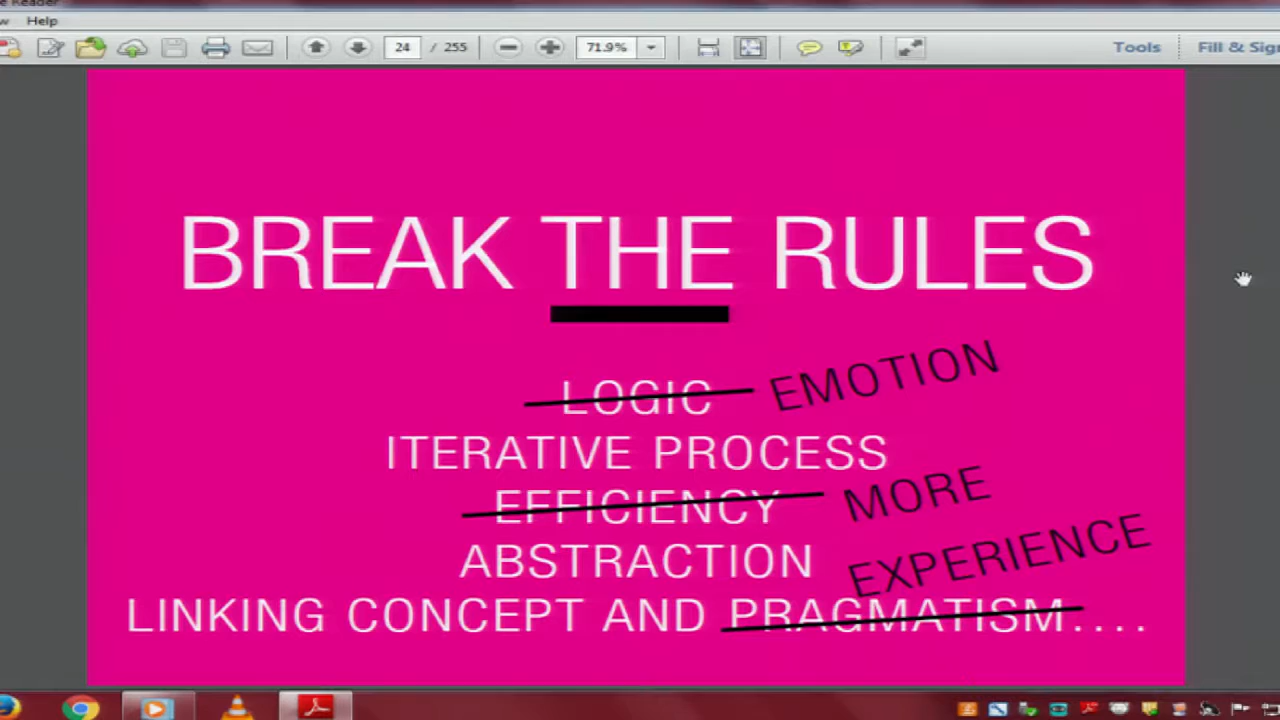 Reader
Help
24 / 255
71.9%
Tools
Fill & Sign
BREAK THE RULES
LOGIC EMOTION
ITERATIVE PROCESS
EFFICIENCY MORE
ABSTRACTION EXPERIENCE
LINKING CONCEPT AND PRAGMATISM....